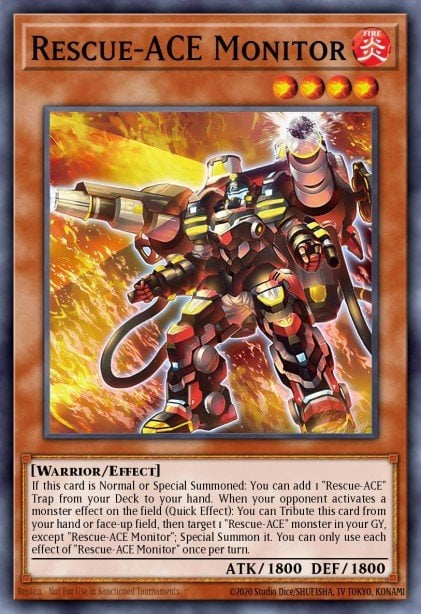 RESCUE-ACE MONITOR
FIRE
炎
[WARRIOR/EFFECT]
If this card is Normal or Special Summoned: You can add 1 "Rescue-ACE"
Trap from your Deck to your hand. When your opponent activates a
monster effect on the field (Quick Effect): You can Tribute this card from
your hand or face-up field, then target 1 "Rescue-ACE" monster in your GY,
except "Rescue-ACE Monitor"; Special Summon it. You can only use each
effect of "Rescue-ACE Monitor" once per turn.
ATK/1800 DEF/1800
Replica - Not For Use in Sanctioned Tournaments
©2020 Studio Dice/SHUEISHA, TV TOKYO, KONAMI